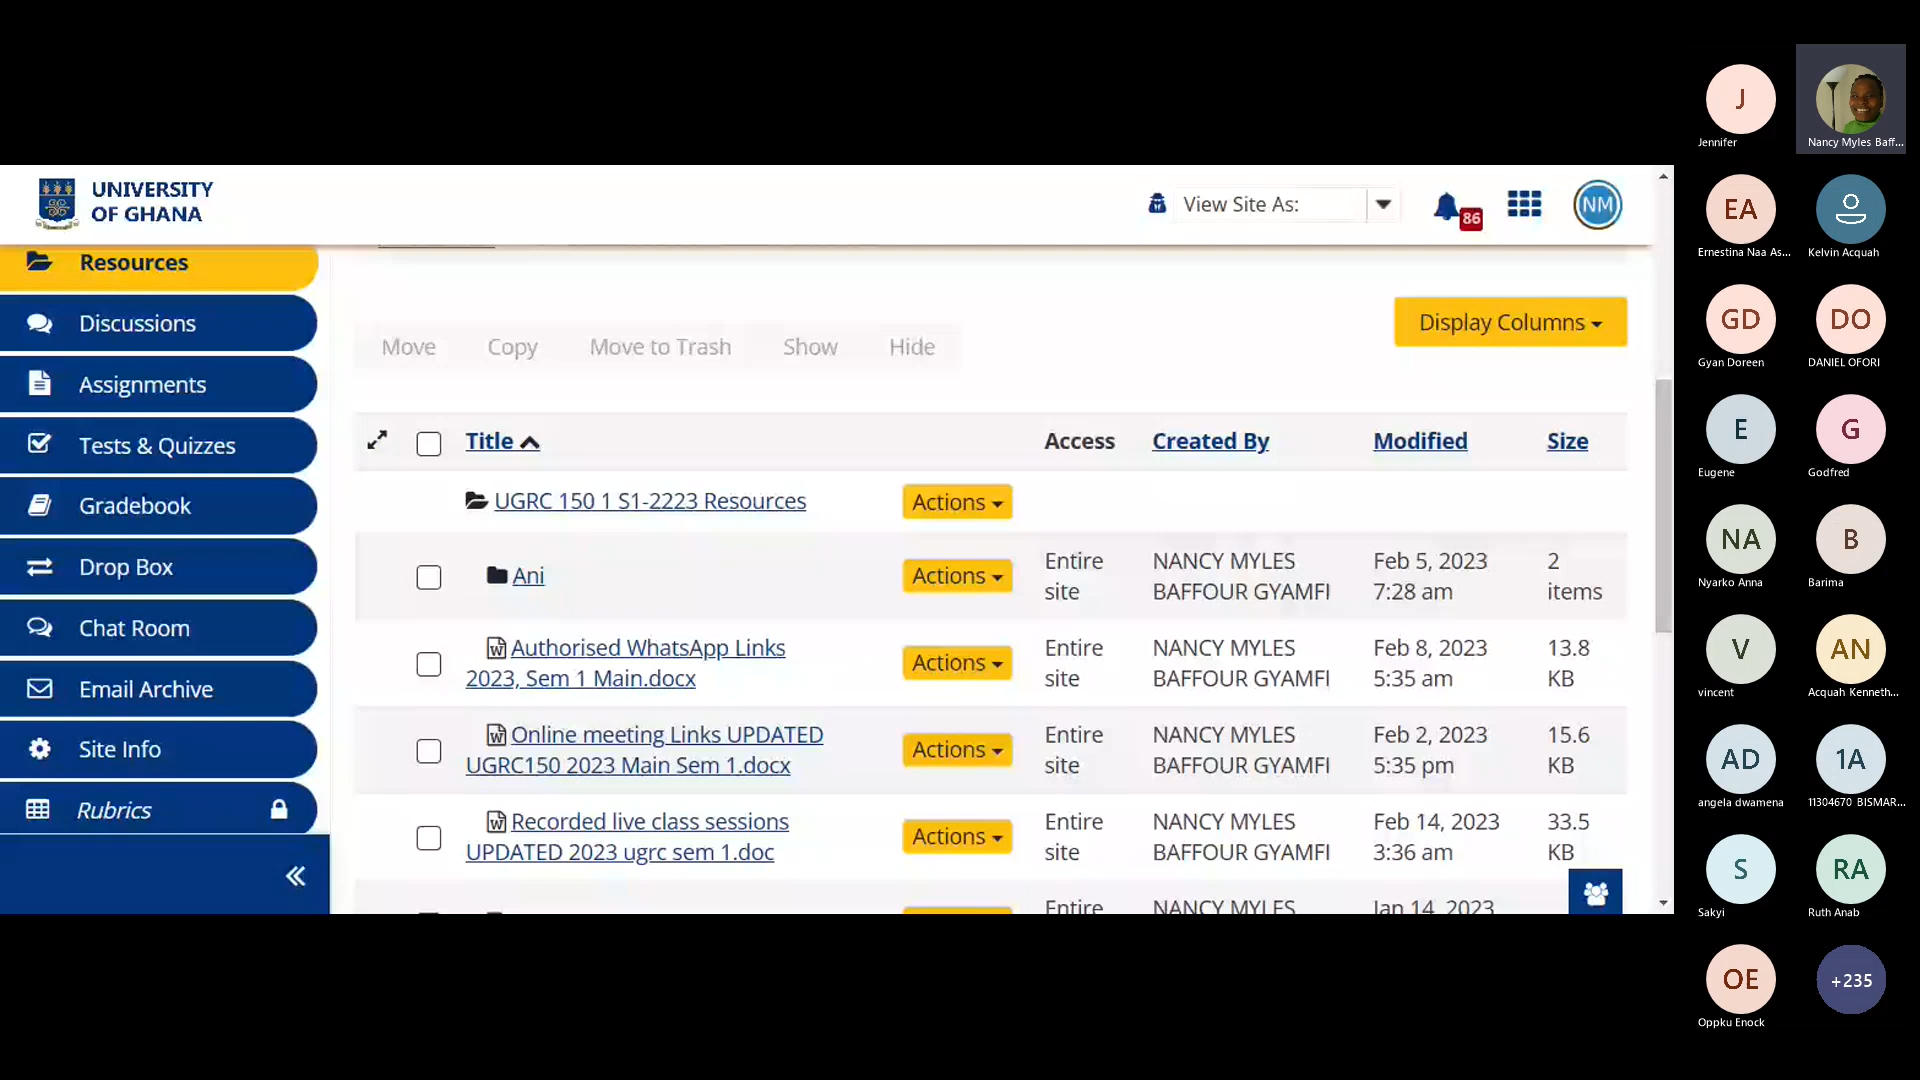 UNIVERSITY
OF GHANA
View Site As:
86
NM
Resources
Discussions
Assignments
Tests & Quizzes
Gradebook
Drop Box
Chat Room
Email Archive
Site Info
Rubrics
Display Columns
Move Copy Move to Trash Show Hide
Title Access Created By Modified Size
UGRC 150 1 S1-2223 Resources Actions
Ani Actions Entire site NANCY MYLES BAFFOUR GYAMFI Feb 5, 2023 7:28 am 2 items
Authorised WhatsApp Links Actions Entire NANCY MYLES Feb 8, 2023 13.8
2023, Sem 1 Main.docx site BAFFOUR GYAMFI 5:35 am KB
Online meeting Links UPDATED Actions Entire NANCY MYLES Feb 2, 2023 15.6
UGRC150 2023 Main Sem 1.docx site BAFFOUR GYAMFI 5:35 pm KB
Recorded live class sessions Actions Entire NANCY MYLES Feb 14, 2023 33.5
UPDATED 2023 ugrc sem 1.doc site BAFFOUR GYAMFI 3:36 am KB
Entire NANCY MYLES Jan 14, 2023
J
Jennifer
Nancy Myles Baff...
EA
Ernestina Naa As...
Kelvin Acquah
GD
Gyan Doreen
DO
DANIEL OFORI
E
Eugene
G
Godfred
NA
Nyarko Anna
B
Barima
V
vincent
AN
Acquah Kenneth...
AD
angela dwamena
1A
11304670 BISMAR...
S
Sakyi
RA
Ruth Anab
OE
Oppku Enock
+235